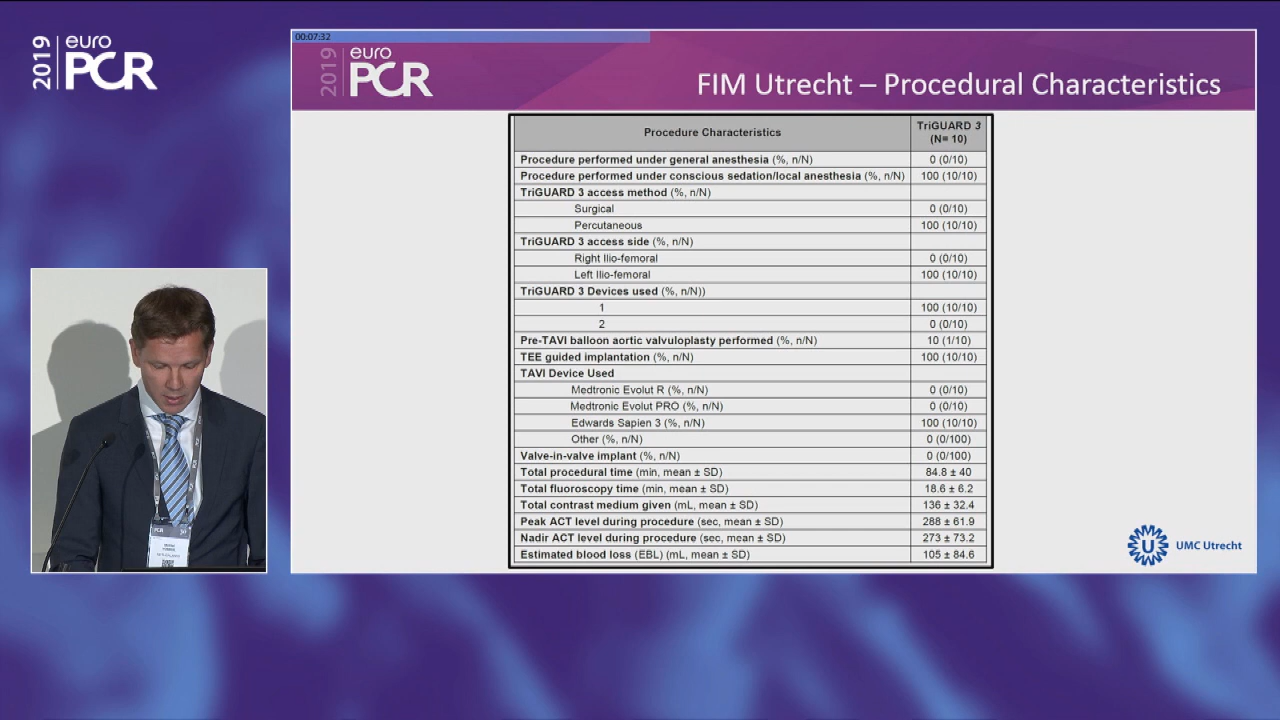 2019 euro PCR
00:07:32
2019 euro PCR
FIM Utrecht – Procedural Characteristics
Procedure Characteristics TriGUARD 3 (N= 10)
Procedure performed under general anesthesia (%, n/N) 0 (0/10)
Procedure performed under conscious sedation/local anesthesia (%, n/N) 100 (10/10)
TriGUARD 3 access method (%, n/N)
Surgical 0 (0/10)
Percutaneous 100 (10/10)
TriGUARD 3 access side (%, n/N)
Right Ilio-femoral 0 (0/10)
Left Ilio-femoral 100 (10/10)
TriGUARD 3 Devices used (%, n/N))
1 100 (10/10)
2 0 (0/10)
Pre-TAVI balloon aortic valvuloplasty performed (%, n/N) 10 (1/10)
TEE guided implantation (%, n/N) 100 (10/10)
TAVI Device Used
Medtronic Evolut R (%, n/N) 0 (0/10)
Medtronic Evolut PRO (%, n/N) 0 (0/10)
Edwards Sapien 3 (%, n/N) 100 (10/10)
Other (%, n/N) 0 (0/100)
Valve-in-valve implant (%, n/N) 0 (0/100)
Total procedural time (min, mean ± SD) 84.8 ± 40
Total fluoroscopy time (min, mean ± SD) 18.6 ± 6.2
Total contrast medium given (mL, mean ± SD) 136 ± 32.4
Peak ACT level during procedure (sec, mean ± SD) 288 ± 61.9
Nadir ACT level during procedure (sec, mean ± SD) 273 ± 73.2
Estimated blood loss (EBL) (mL, mean ± SD) 105 ± 84.6
UMC Utrecht